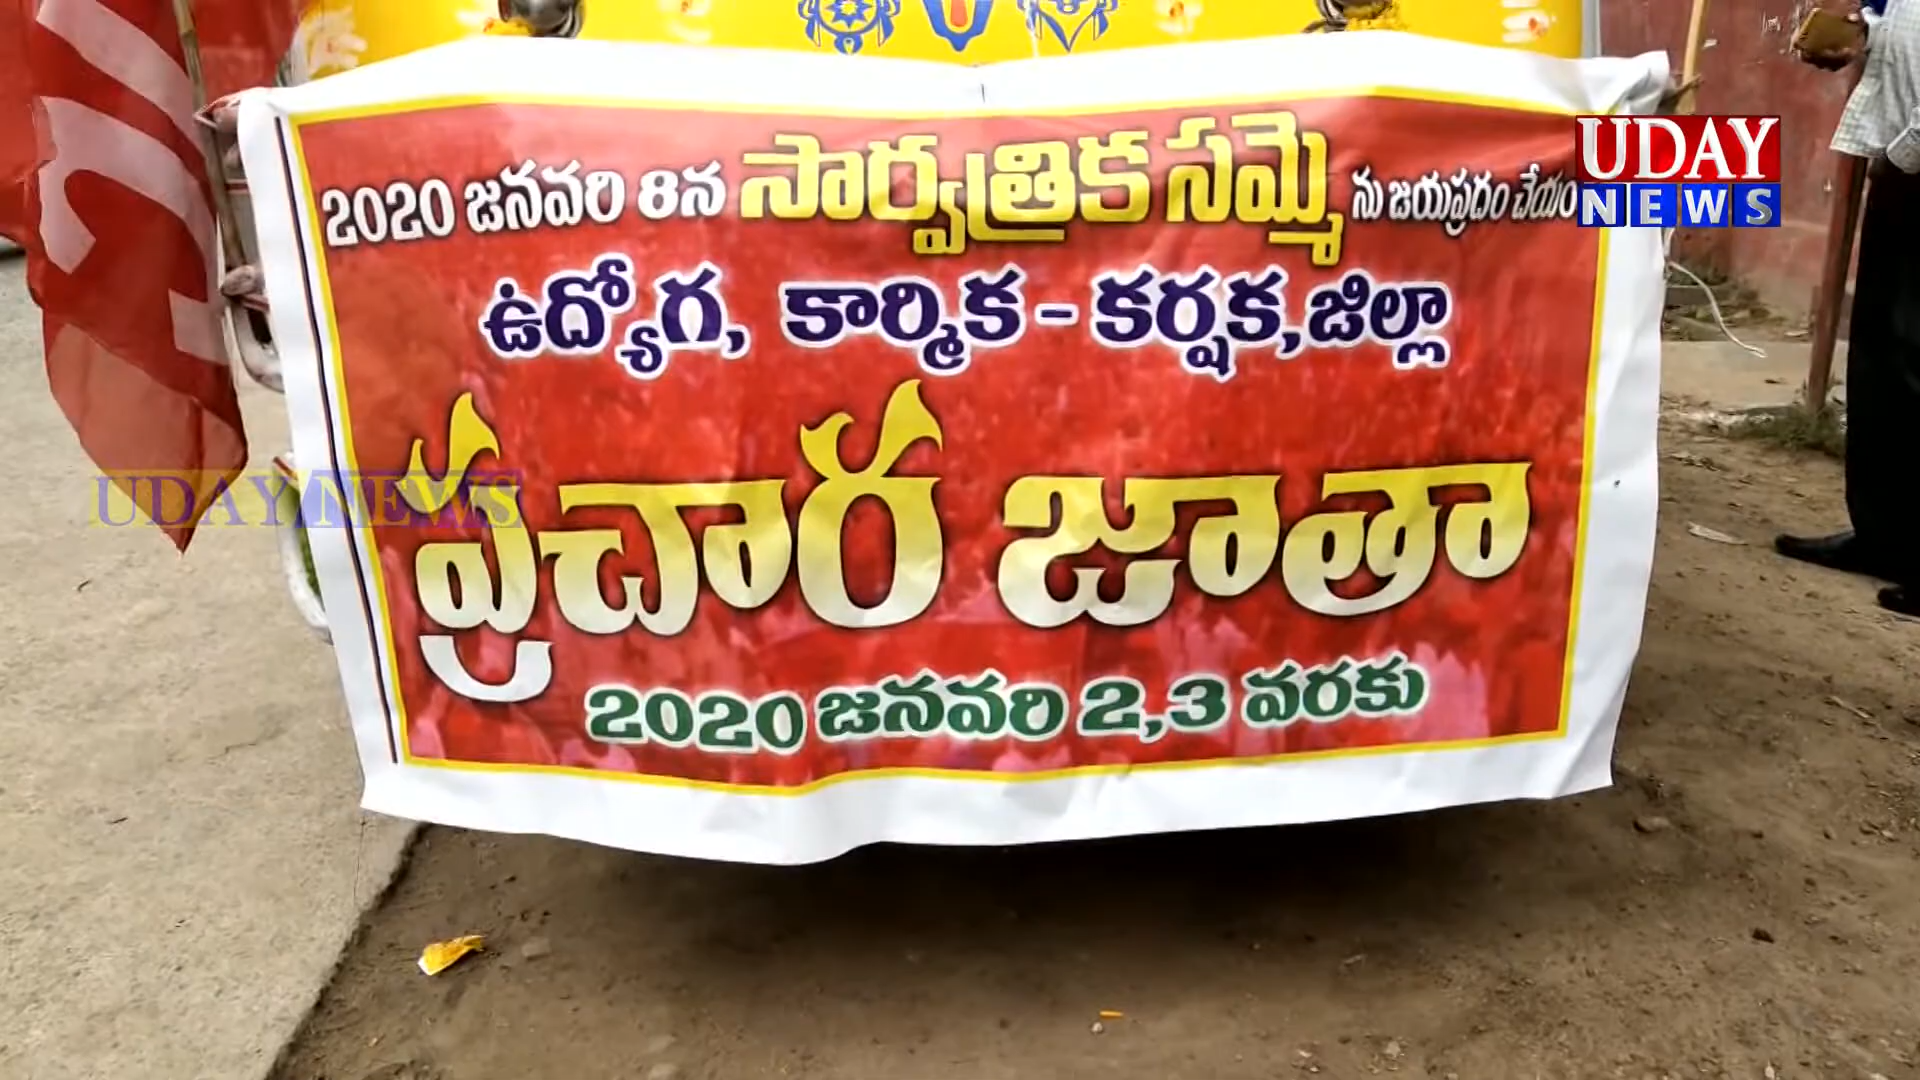 2020 జనవరి 8న సార్వత్రిక సమ్మె ను జయప్రదం చేయం
ఉద్యోగ, కార్మిక - కర్షక, జిల్లా
ప్రచార జాతా
2020 జనవరి 2,3 వరకు
UDAY
NEWS
UDAY NEWS